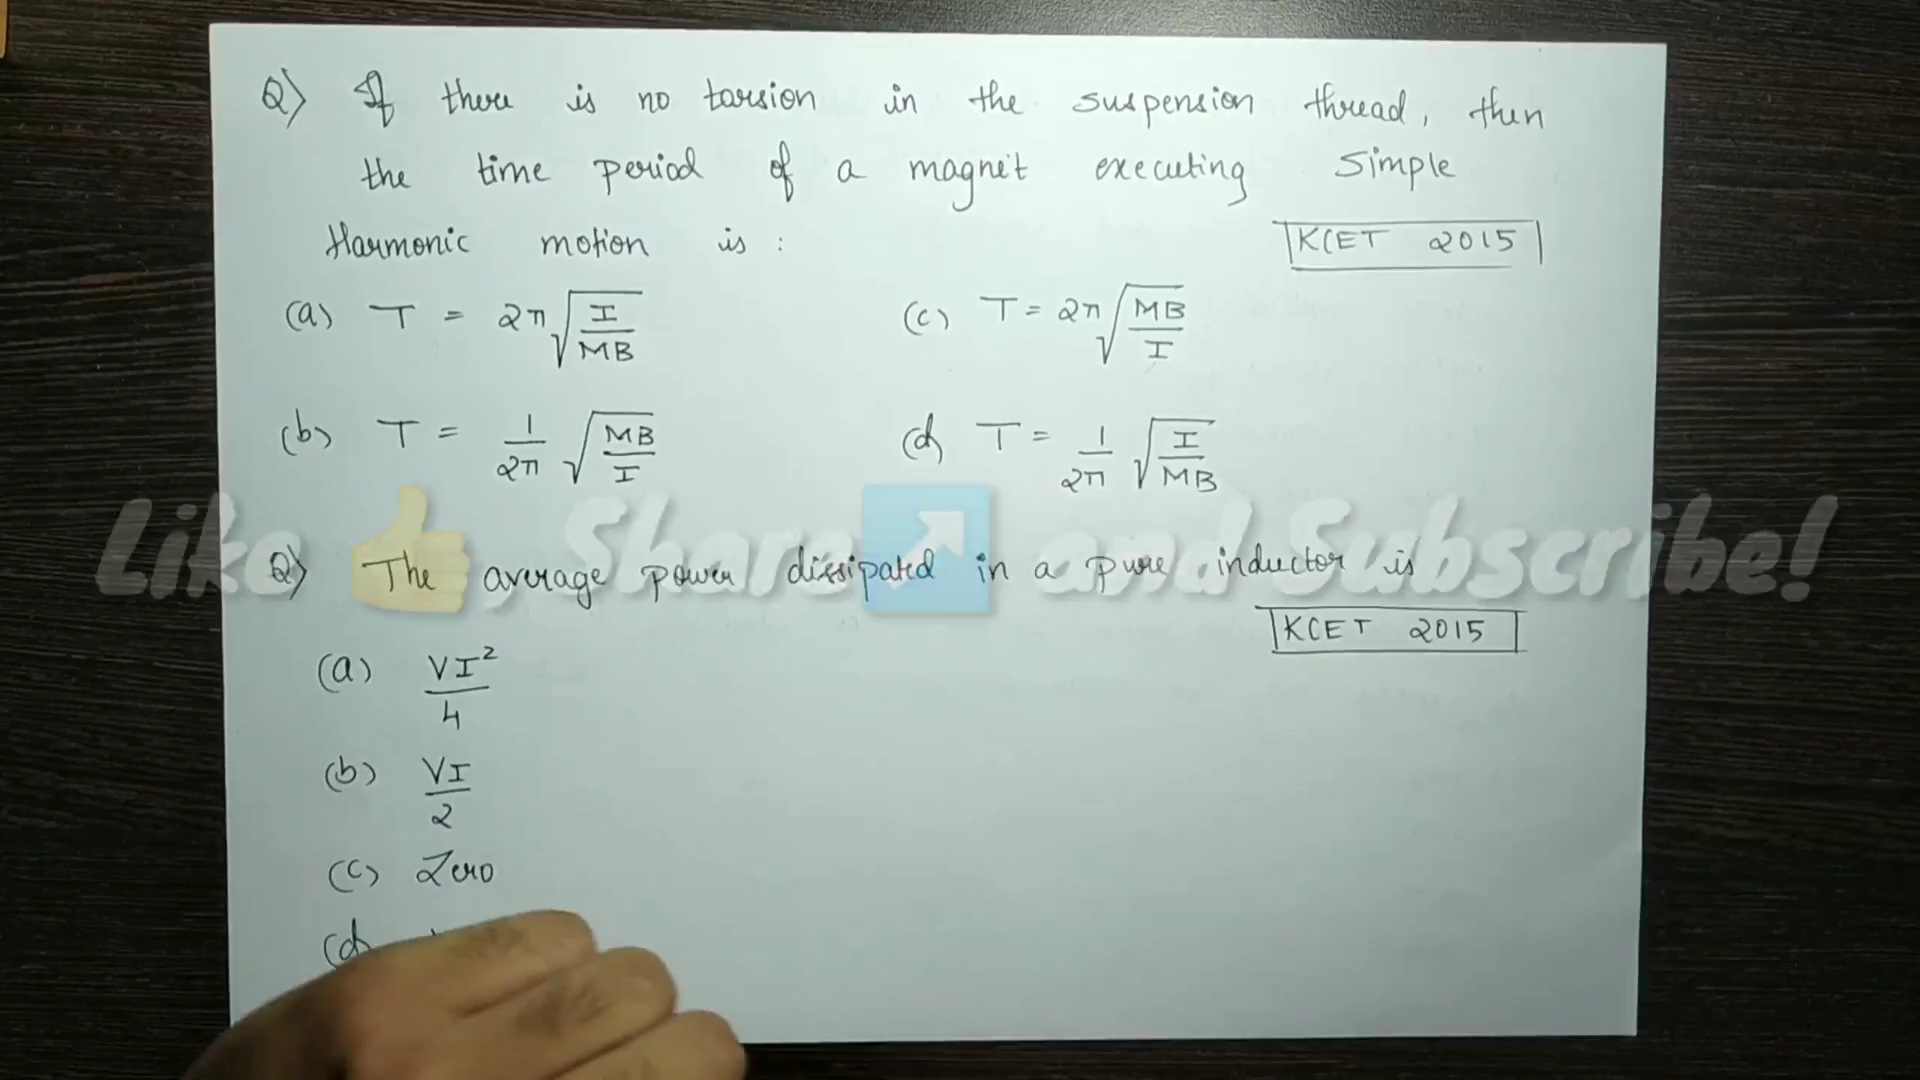 Q) If there is no torsion in the suspension thread, then
the time period of a magnet executing Simple
Harmonic motion is :
KCET 2015
(a) T = 2π√(I/MB)
(c) T = 2π√(MB/I)
(b) T = 1/2π √(MB/I)
(d) T = 1/2π √(I/MB)
Like Share and Subscribe!
Q) The average power dissipated in a pure inductor is
KCET 2015
(a) VI²/4
(b) VI/2
(c) Zero
(d)